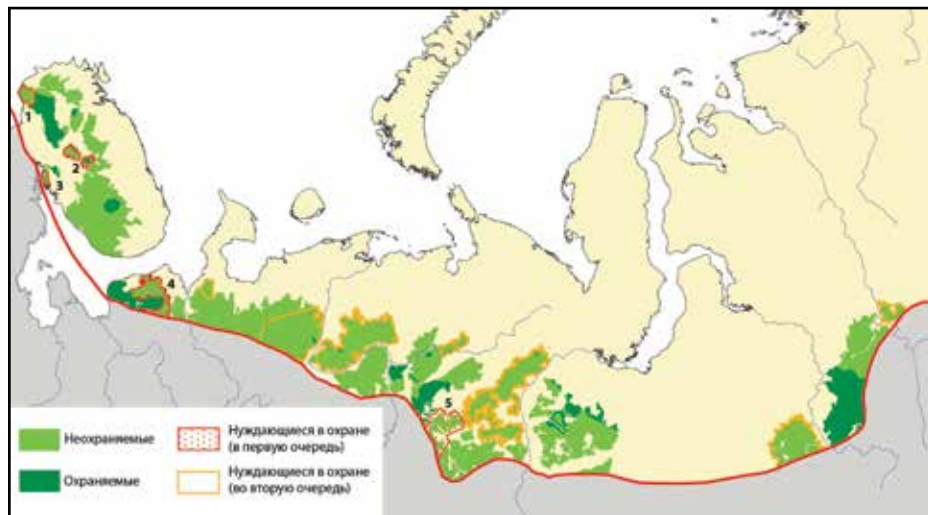 1
2
3
4
5
Неохраняемые
Охраняемые
Нуждающиеся в охране
(в первую очередь)
Нуждающиеся в охране
(во вторую очередь)